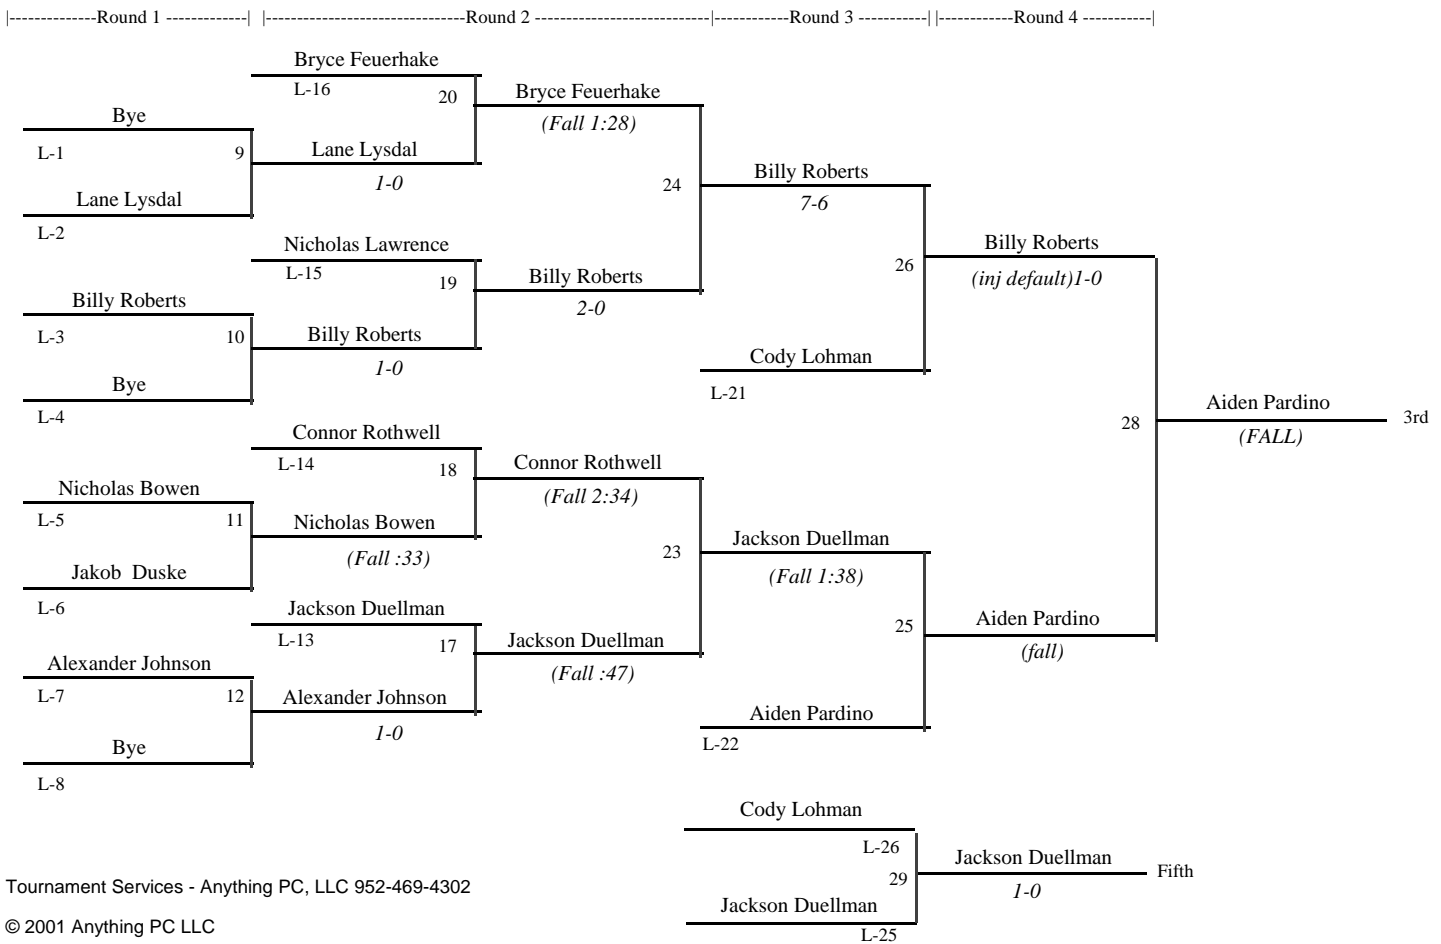 |-------------Round 1 -------------| |-----------------------------Round 2 -------------------------|------------Round 3 -----------| |------------Round 4 -----------|
Bryce Feuerhake
L-16
20
Bryce Feuerhake
(Fall 1:28)
Bye
L-1
9
Lane Lysdal
1-0
Lane Lysdal
L-2
24
Billy Roberts
7-6
Nicholas Lawrence
L-15
19
Billy Roberts
2-0
Billy Roberts
L-3
10
Billy Roberts
1-0
Bye
L-4
26
Billy Roberts
(inj default)1-0
Cody Lohman
L-21
Connor Rothwell
L-14
18
Connor Rothwell
(Fall 2:34)
Nicholas Bowen
L-5
11
Nicholas Bowen
(Fall :33)
Jakob  Duske
L-6
28
Aiden Pardino
(FALL)
3rd
23
Jackson Duellman
(Fall 1:38)
Jackson Duellman
L-13
17
Jackson Duellman
(Fall :47)
Alexander Johnson
L-7
12
Alexander Johnson
1-0
Bye
L-8
25
Aiden Pardino
(fall)
Aiden Pardino
L-22
Cody Lohman
L-26
29
Jackson Duellman
1-0
Fifth
Jackson Duellman
L-25
Tournament Services - Anything PC, LLC 952-469-4302
© 2001 Anything PC LLC